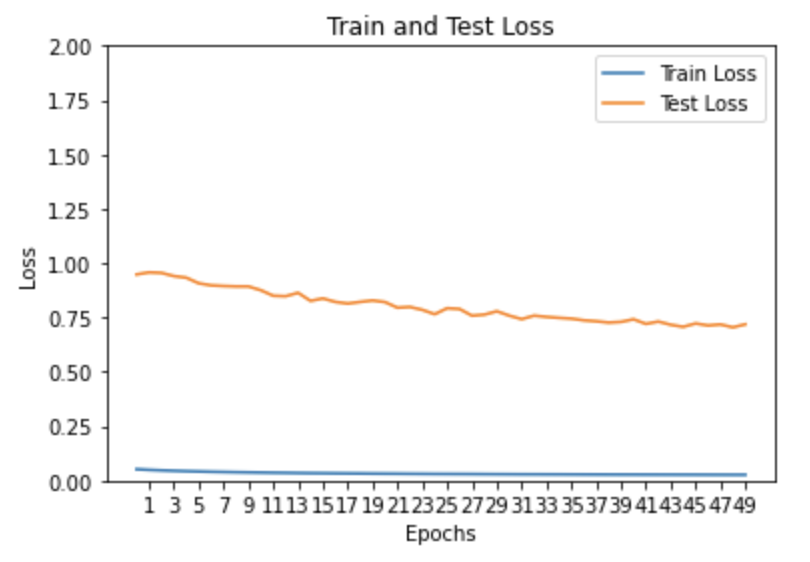 Train and Test Loss
Train Loss
Test Loss
2.00
1.75
1.50
1.25
1.00
0.75
0.50
0.25
0.00
Loss
1 3 5 7 9 11 13 15 17 19 21 23 25 27 29 31 33 35 37 39 41 43 45 47 49
Epochs